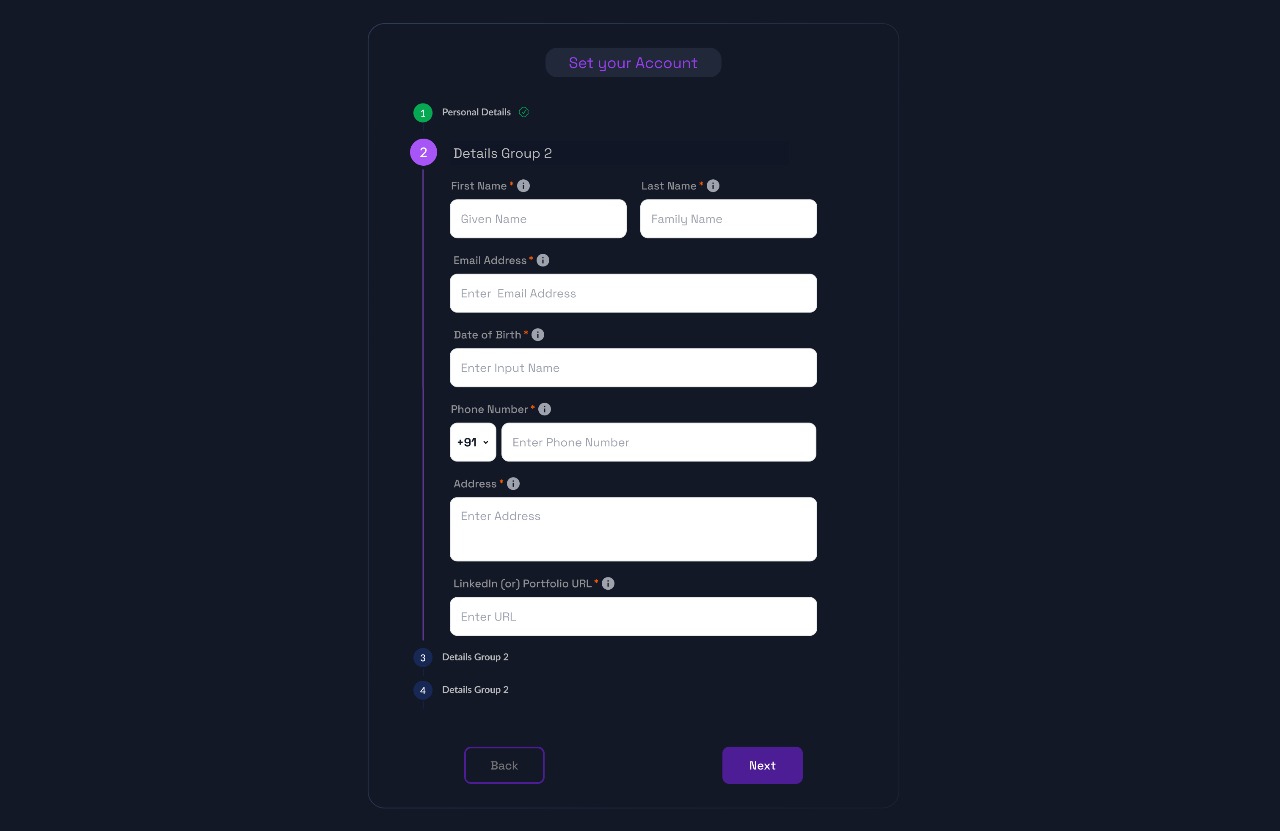 Set your Account
1 Personal Details
2 Details Group 2
First Name * Last Name *
Given Name Family Name
Email Address *
Enter Email Address
Date of Birth *
Enter Input Name
Phone Number *
+91 Enter Phone Number
Address *
Enter Address
LinkedIn (or) Portfolio URL *
Enter URL
3 Details Group 2
4 Details Group 2
Back Next